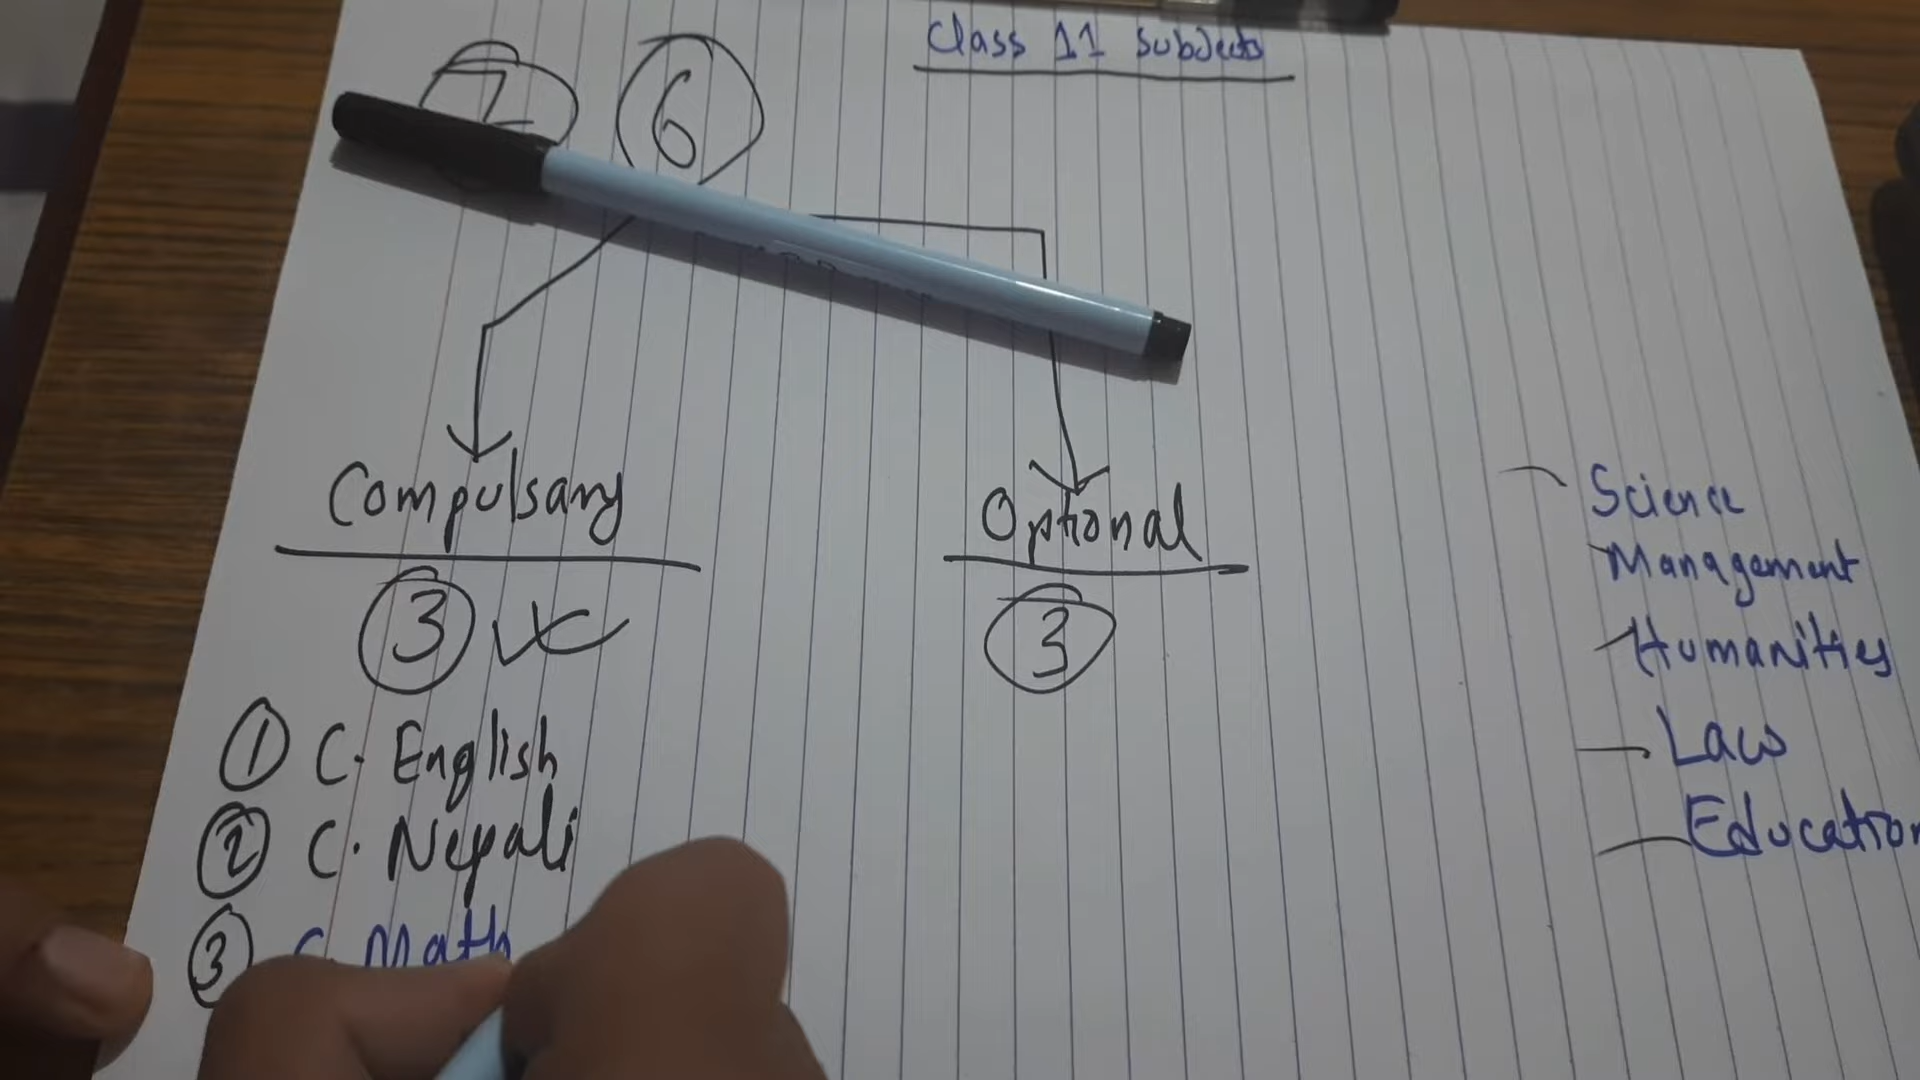 Class 11 Subjects
7 6
Compulsary
Optional
3
3
1 C. English
2 C. Nepali
3 C. Math
Science
Management
Humanities
Law
Education